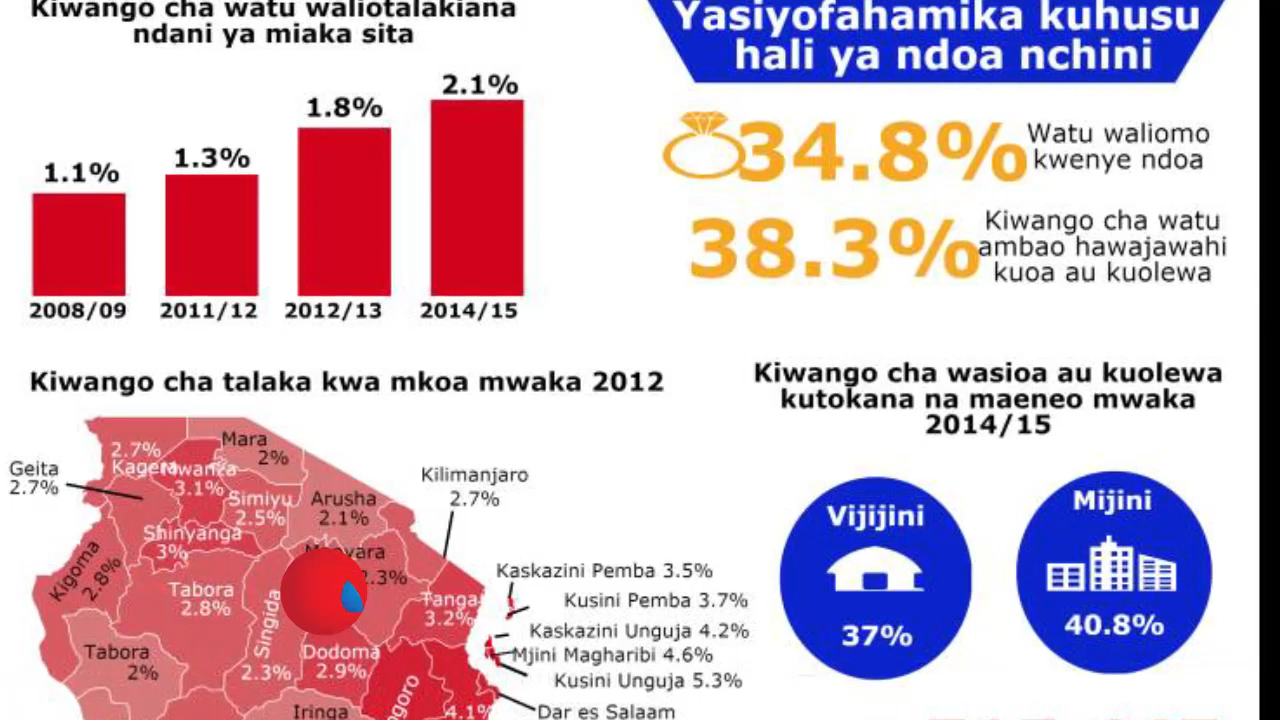 Kiwango cha watu waliotalakiana
ndani ya miaka sita
1.1%
1.3%
1.8%
2.1%
2008/09
2011/12
2012/13
2014/15
Yasiyofahamika kuhusu
hali ya ndoa nchini
34.8%
Watu waliomo
kwenye ndoa
38.3%
Kiwango cha watu
ambao hawajawahi
kuoa au kuolewa
Kiwango cha talaka kwa mkoa mwaka 2012
Geita
2.7%
2.7%
Kagera
Mwanza
3.1%
Mara
2%
Simiyu
2.5%
Arusha
2.1%
Kilimanjaro
2.7%
Shinyanga
3%
Kigoma
2.8%
Tabora
2.8%
2.3%
Singida
2.3%
Tanga
3.2%
Tabora
2%
Dodoma
2.9%
Iringa
4.1%
Kaskazini Pemba 3.5%
Kusini Pemba 3.7%
Kaskazini Unguja 4.2%
Mjini Magharibi 4.6%
Kusini Unguja 5.3%
Dar es Salaam
Kiwango cha wasioa au kuolewa
kutokana na maeneo mwaka
2014/15
Vijijini
37%
Mijini
40.8%